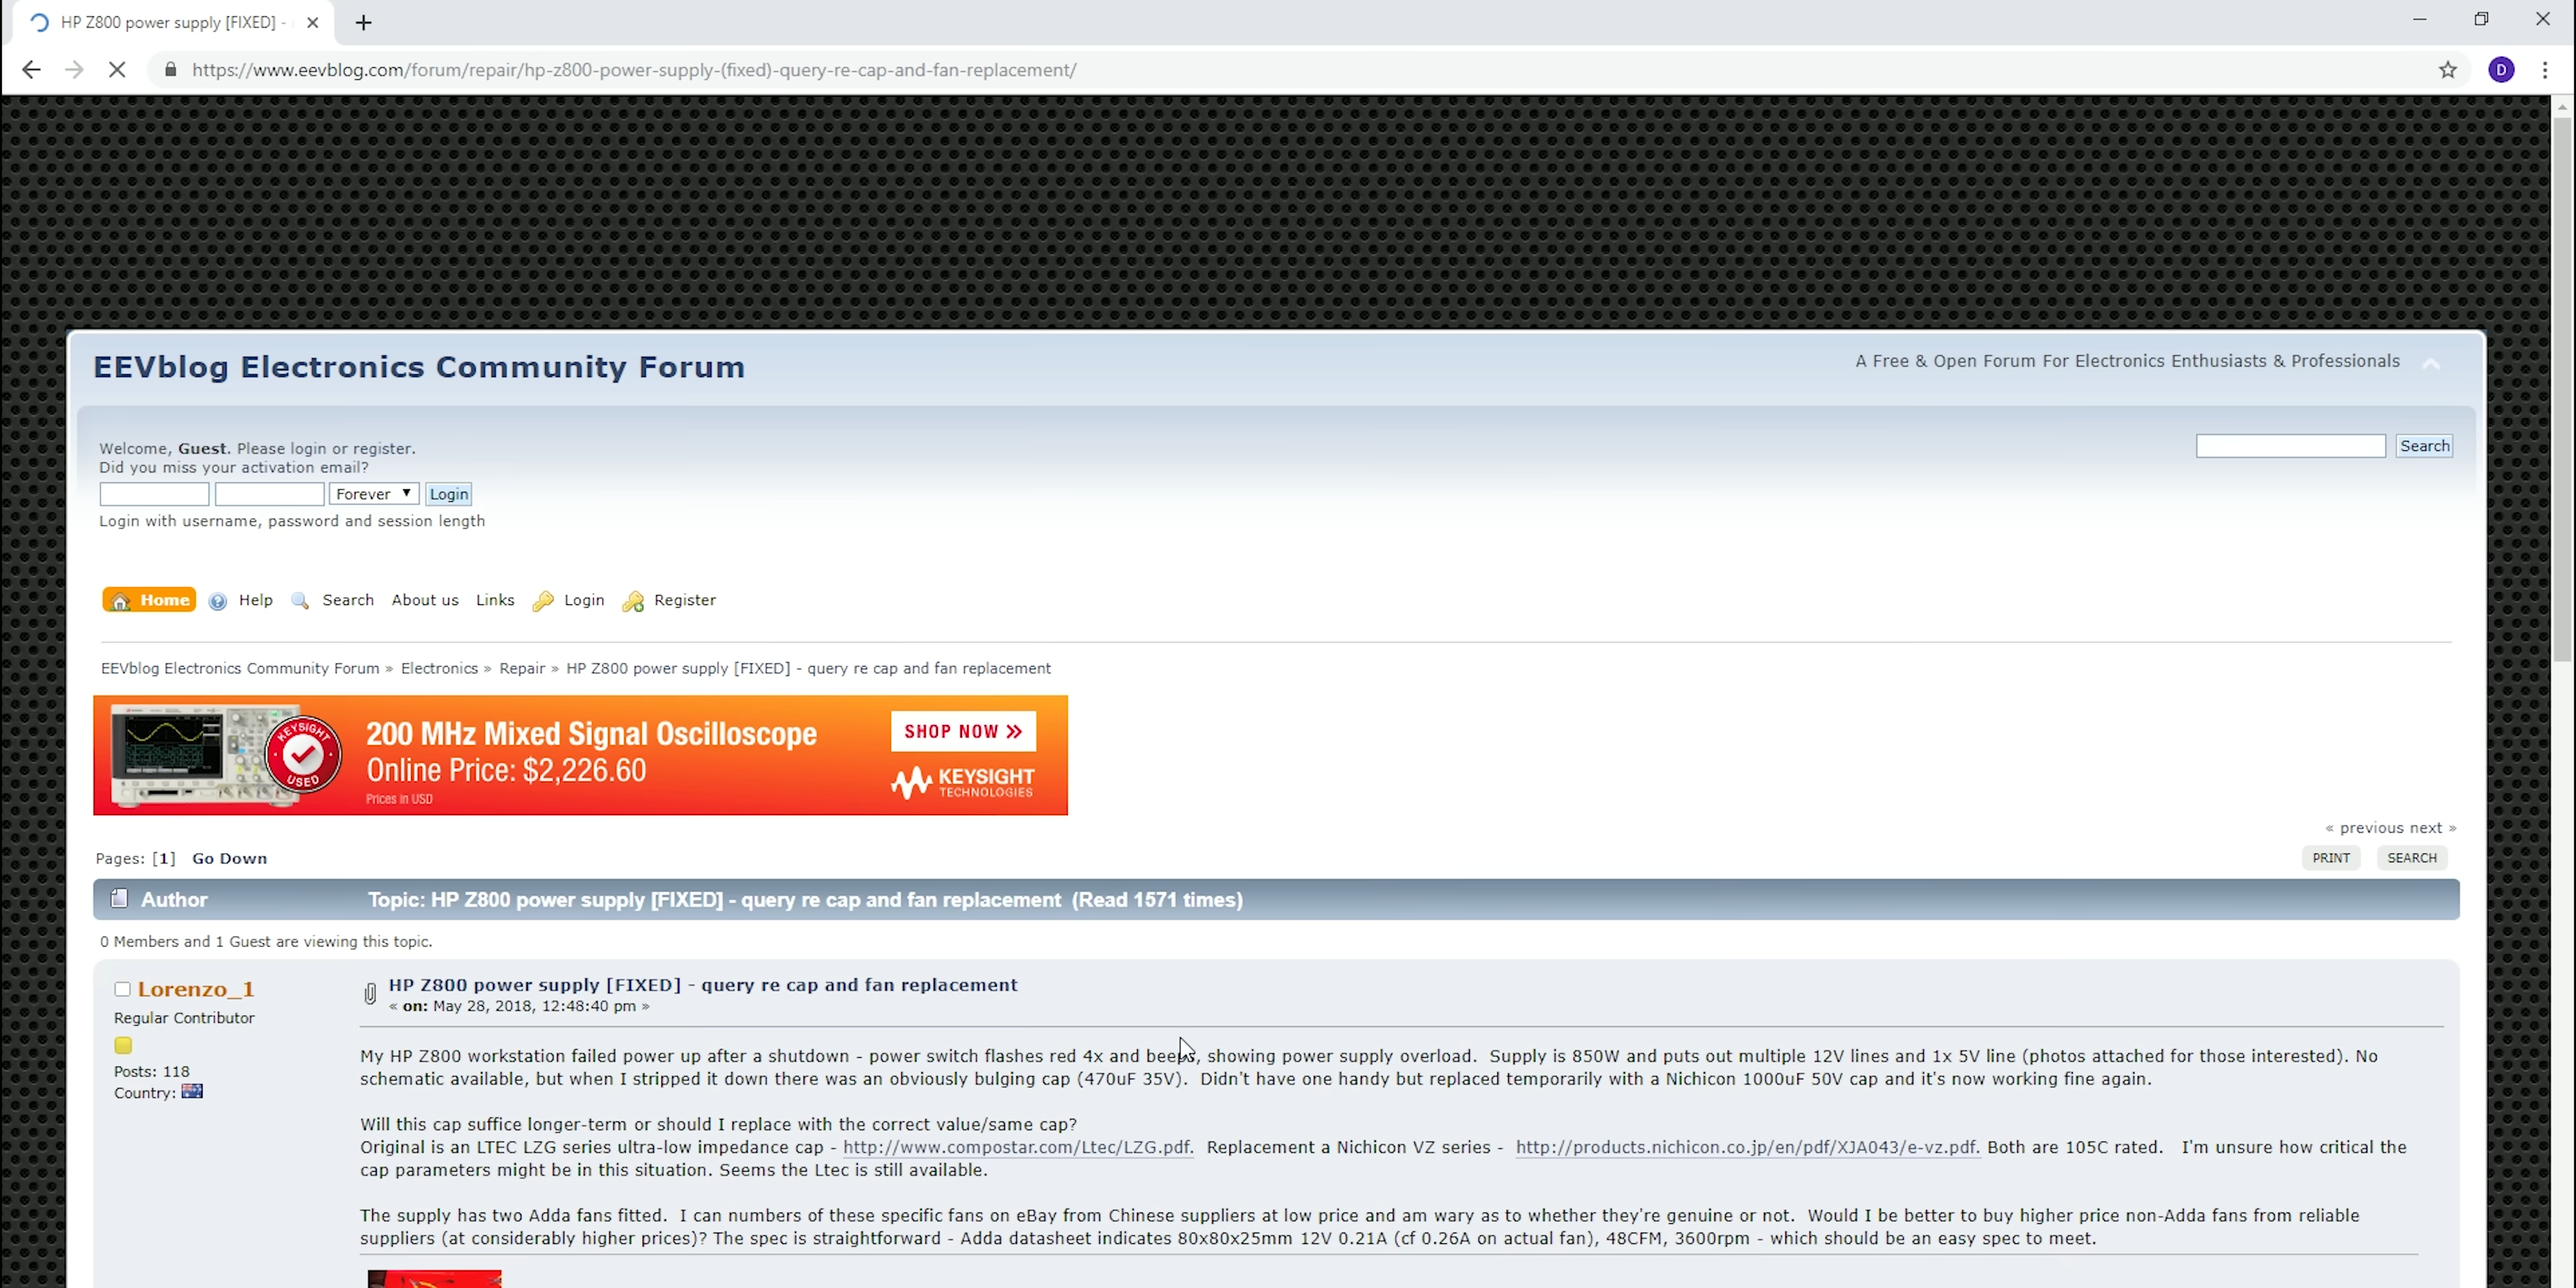 HP Z800 power supply [FIXED] -
https://www.eevblog.com/forum/repair/hp-z800-power-supply-(fixed)-query-re-cap-and-fan-replacement/
D
EEVblog Electronics Community Forum
A Free & Open Forum For Electronics Enthusiasts & Professionals
Welcome, Guest. Please login or register.
Did you miss your activation email?
Search
Forever
Login
Login with username, password and session length
Home Help Search About us Links Login Register
EEVblog Electronics Community Forum » Electronics » Repair » HP Z800 power supply [FIXED] - query re cap and fan replacement
KEYSIGHT
USED
200 MHz Mixed Signal Oscilloscope
Online Price: $2,226.60
Prices in USD
SHOP NOW »
KEYSIGHT
TECHNOLOGIES
« previous next »
Pages: [1] Go Down
PRINT SEARCH
Author Topic: HP Z800 power supply [FIXED] - query re cap and fan replacement (Read 1571 times)
0 Members and 1 Guest are viewing this topic.
Lorenzo_1
Regular Contributor
Posts: 118
Country:
HP Z800 power supply [FIXED] - query re cap and fan replacement
« on: May 28, 2018, 12:48:40 pm »
My HP Z800 workstation failed power up after a shutdown - power switch flashes red 4x and beeps, showing power supply overload. Supply is 850W and puts out multiple 12V lines and 1x 5V line (photos attached for those interested). No
schematic available, but when I stripped it down there was an obviously bulging cap (470uF 35V). Didn't have one handy but replaced temporarily with a Nichicon 1000uF 50V cap and it's now working fine again.
Will this cap suffice longer-term or should I replace with the correct value/same cap?
Original is an LTEC LZG series ultra-low impedance cap - http://www.compostar.com/Ltec/LZG.pdf. Replacement a Nichicon VZ series - http://products.nichicon.co.jp/en/pdf/XJA043/e-vz.pdf. Both are 105C rated. I'm unsure how critical the
cap parameters might be in this situation. Seems the Ltec is still available.
The supply has two Adda fans fitted. I can numbers of these specific fans on eBay from Chinese suppliers at low price and am wary as to whether they're genuine or not. Would I be better to buy higher price non-Adda fans from reliable
suppliers (at considerably higher prices)? The spec is straightforward - Adda datasheet indicates 80x80x25mm 12V 0.21A (cf 0.26A on actual fan), 48CFM, 3600rpm - which should be an easy spec to meet.